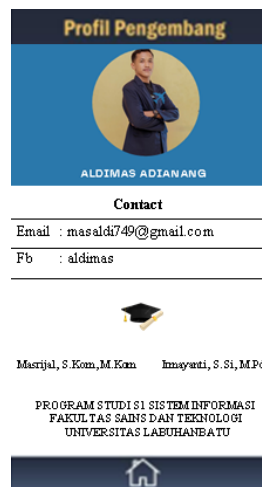 Profil Pengembang
ALDIMAS ADIANANG
Contact
Email : masaldi749@gmail.com
Fb : aldimas
Masrijal, S.Kom,M.Kom Irmayanti, S.Si, M.Pd
PROGRAM STUDI S1 SISTEM INFORMASI
FAKULTAS SAINS DAN TEKNOLOGI
UNIVERSITAS LABUHANBATU